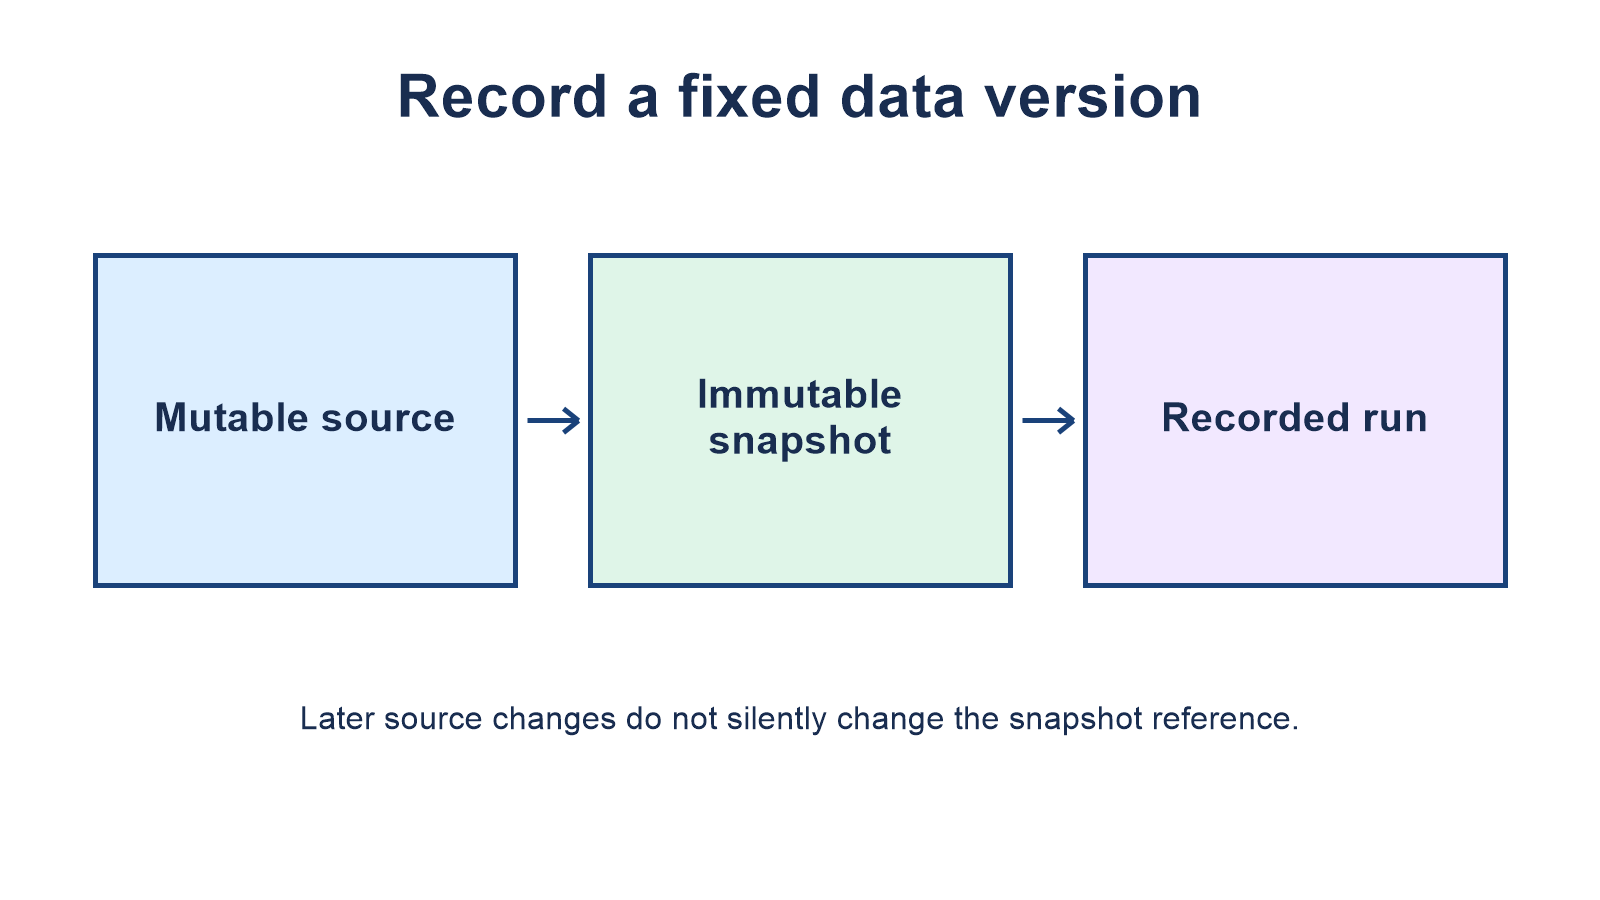 Record a fixed data version
Mutable source
Immutable
snapshot
Recorded run
Later source changes do not silently change the snapshot reference.